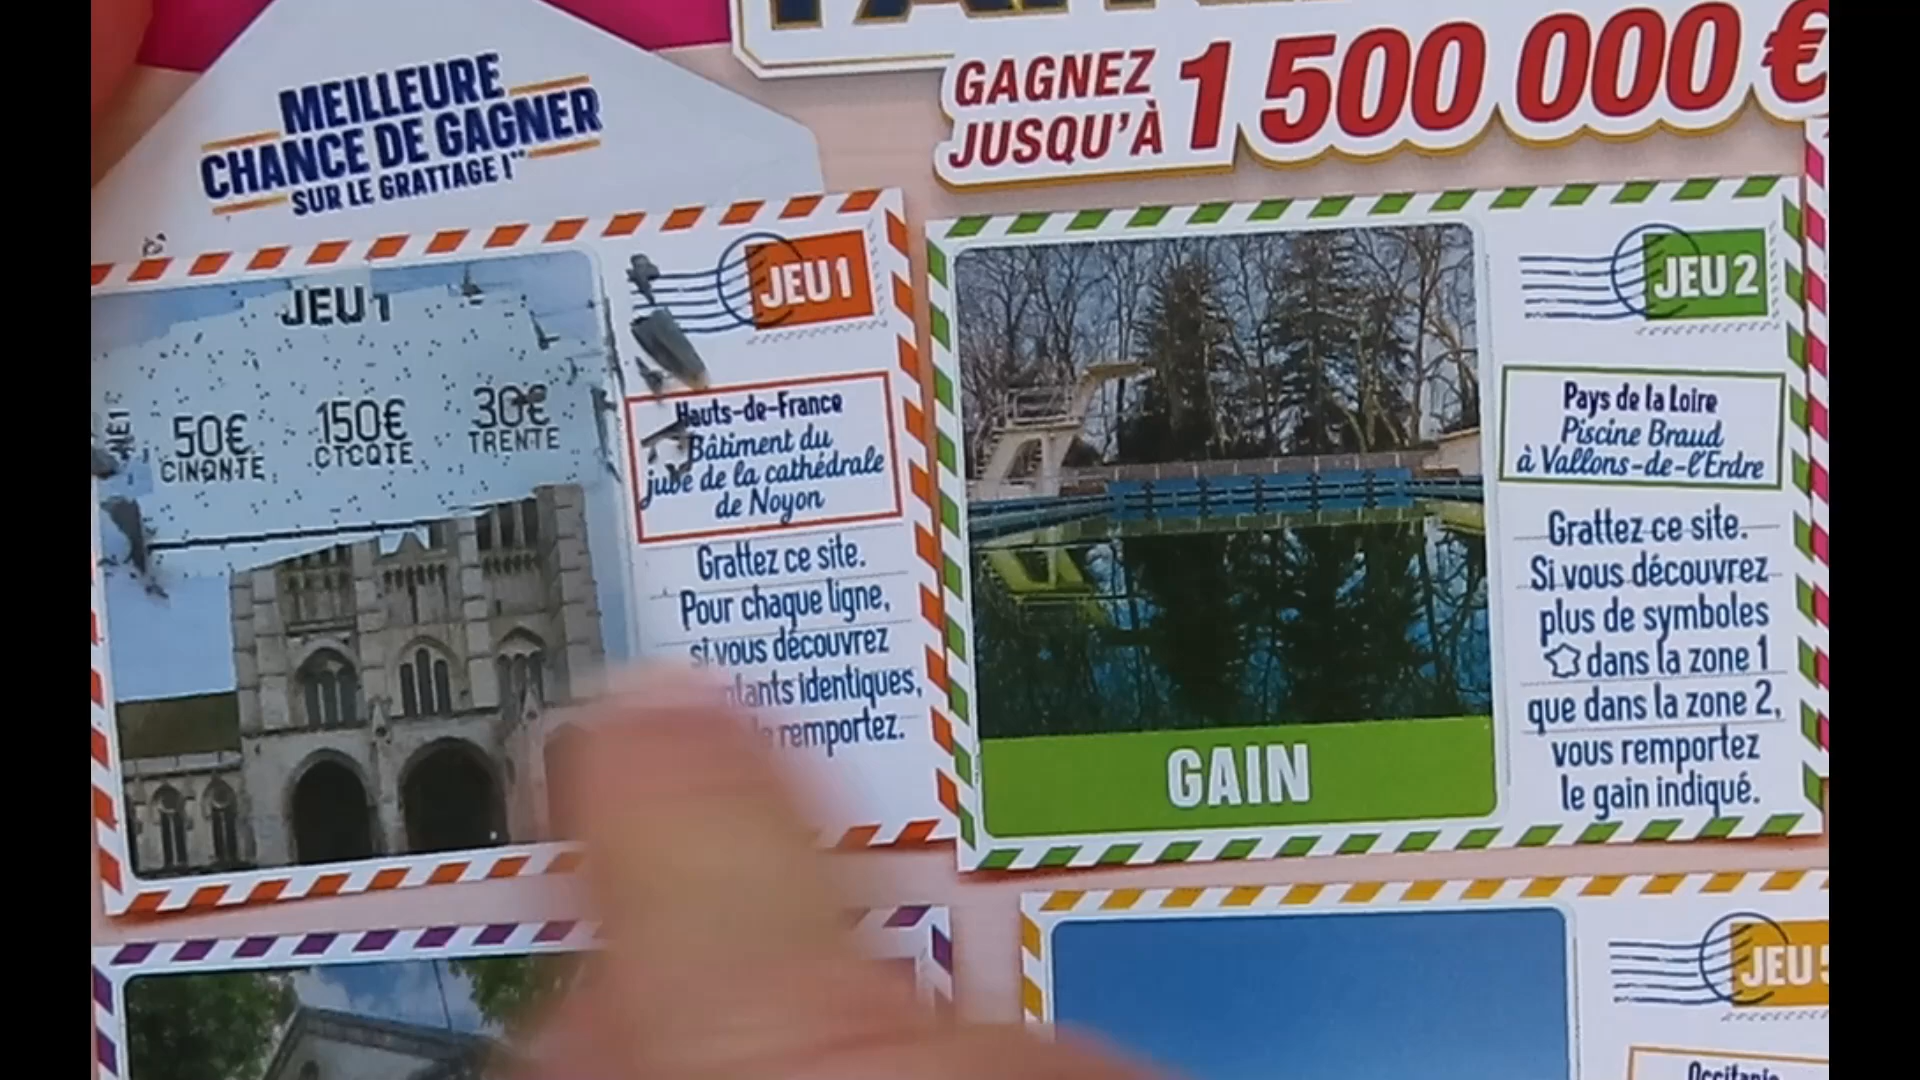 GAGNEZ
JUSQU'À
1 500 000 €
MEILLEURE
CHANCE DE GAGNER
SUR LE GRATTAGE !
JEU 1
JEU 1
50€
CINQNTE
150€
CTCQTE
30€
TRENTE
Hauts-de-France
Bâtiment du
jubé de la cathédrale
de Noyon
Grattez ce site.
Pour chaque ligne,
si vous découvrez
identiques,
remportez.
JEU 2
Pays de la Loire
Piscine Braud
à Vallons-de-l'Erdre
Grattez ce site.
Si vous découvrez
plus de symboles
dans la zone 1
que dans la zone 2,
vous remportez
le gain indiqué.
GAIN
JEU 5
Occitanie